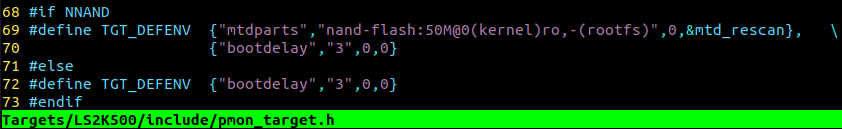 68 #if NNAND
69 #define TGT_DEFENV  {"mtdparts","nand-flash:50M@0(kernel)ro,-(rootfs)",0,&mtd_rescan},   \
70                     {"bootdelay","3",0,0}
71 #else
72 #define TGT_DEFENV  {"bootdelay","3",0,0}
73 #endif
Targets/LS2K500/include/pmon_target.h